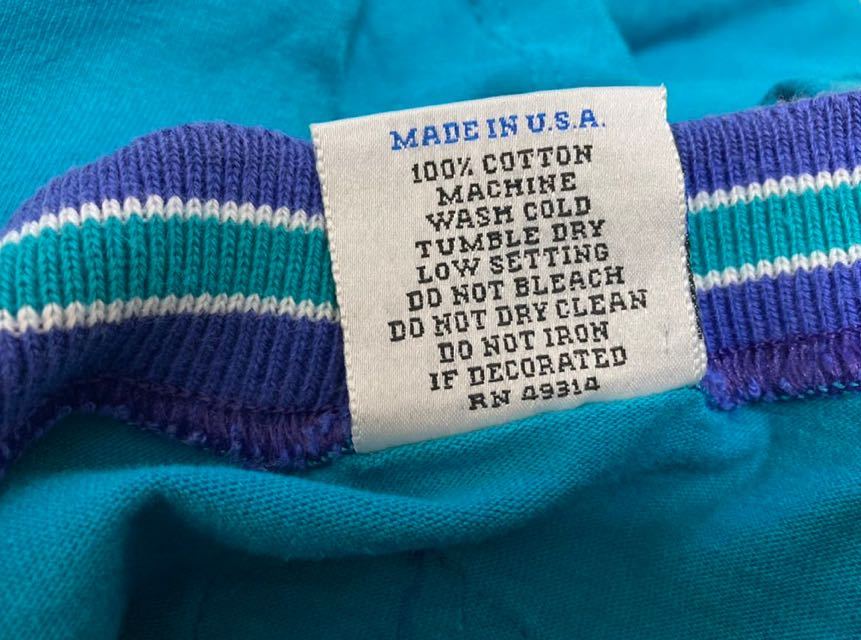 MADE IN U.S.A.
100% COTTON
MACHINE
WASH COLD
TUMBLE DRY
LOW SETTING
DO NOT BLEACH
DO NOT DRY CLEAN
DO NOT IRON
IF DECORATED
RN 49314